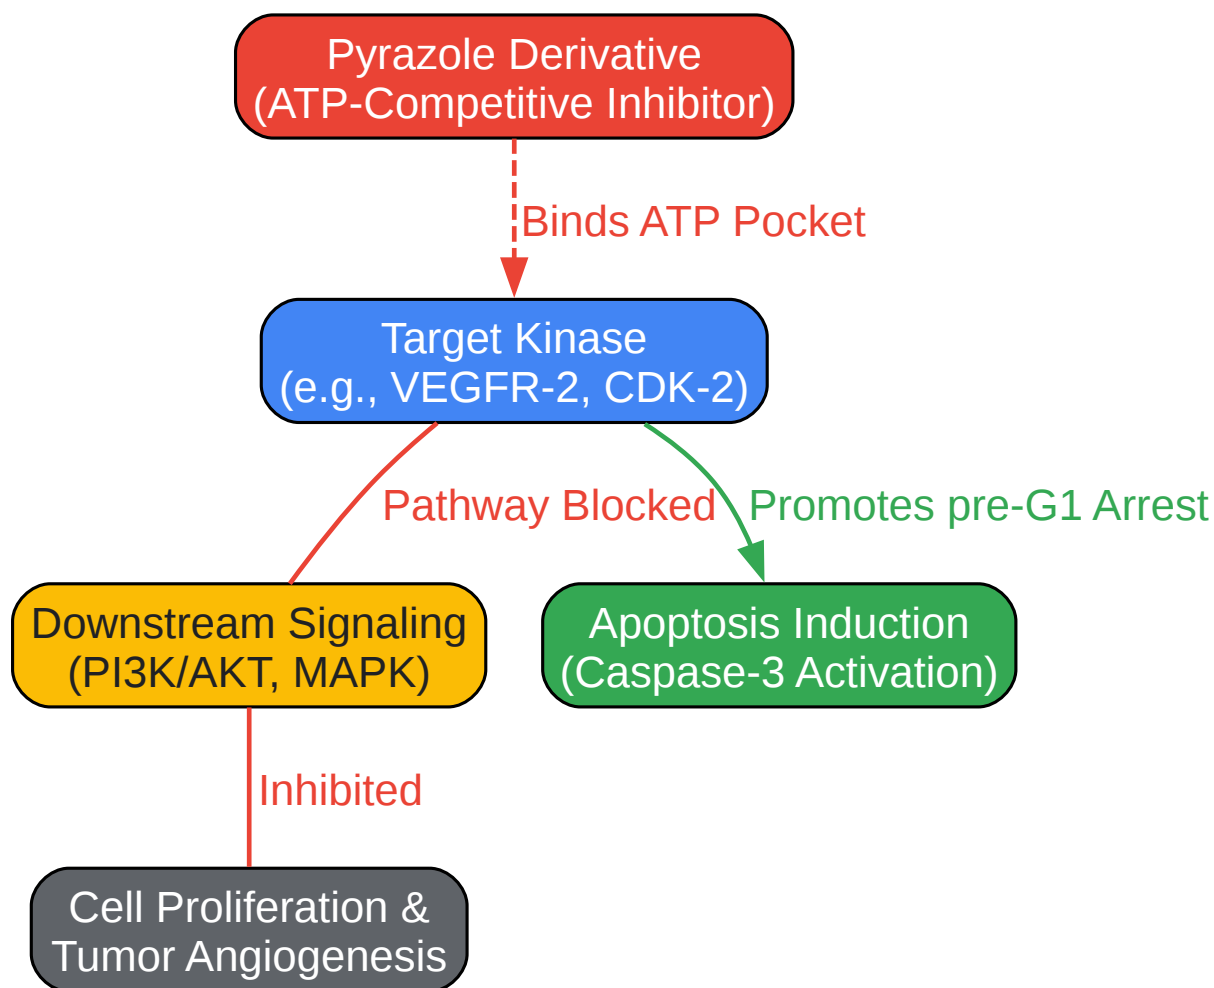 Pyrazole Derivative
(ATP-Competitive Inhibitor)
Binds ATP Pocket
Target Kinase
(e.g., VEGFR-2, CDK-2)
Pathway Blocked
Promotes pre-G1 Arrest
Downstream Signaling
(PI3K/AKT, MAPK)
Apoptosis Induction
(Caspase-3 Activation)
Inhibited
Cell Proliferation &
Tumor Angiogenesis